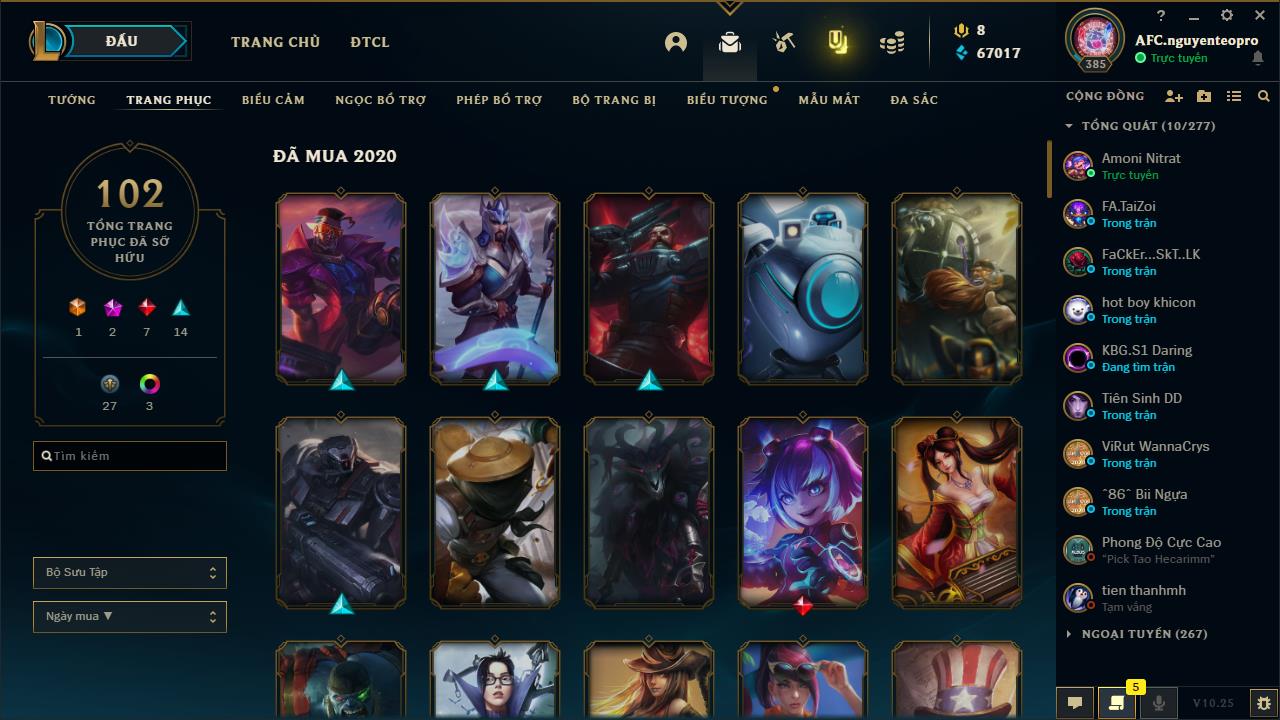 ĐẤU
TRANG CHỦ
ĐTCL
8
67017
?
385
AFC.nguyenteopro
Trực tuyến
TƯỚNG
TRANG PHỤC
BIỂU CẢM
NGỌC BỔ TRỢ
PHÉP BỔ TRỢ
BỘ TRANG BỊ
BIỂU TƯỢNG
MẪU MẮT
ĐA SẮC
102
TỔNG TRANG
PHỤC ĐÃ SỞ
HỮU
1
2
7
14
27
3
Tìm kiếm
Bộ Sưu Tập
Ngày mua ▼
ĐÃ MUA 2020
CỘNG ĐỒNG
TỔNG QUÁT (10/277)
Amoni Nitrat
Trực tuyến
FA.TaiZoi
Trong trận
FaCkEr...SkT..LK
Trong trận
hot boy khicon
Trong trận
KBG.S1 Daring
Đang tìm trận
Tiên Sinh DD
Trong trận
ViRut WannaCrys
Trong trận
ˆ86ˆ Bii Ngựa
Trong trận
Phong Độ Cực Cao
"Pick Tao Hecarimm"
tien thanhmh
Tạm vắng
NGOẠI TUYẾN (267)
5
V10.25